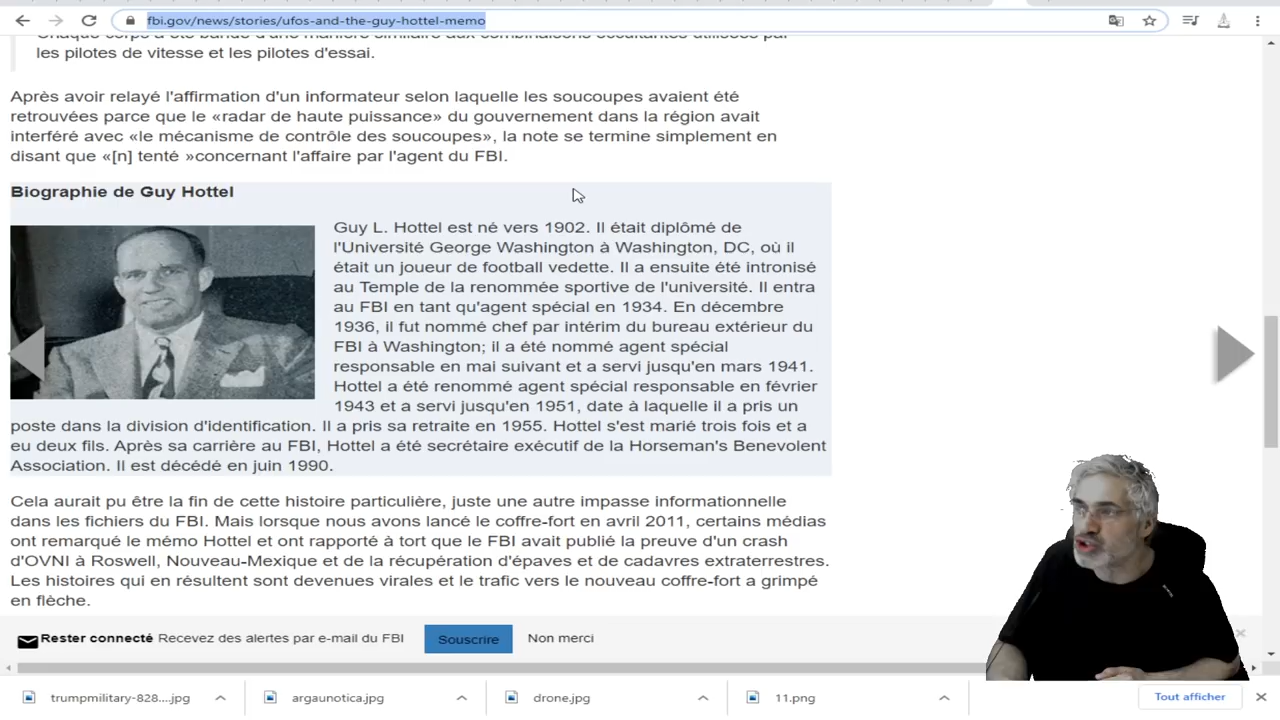 fbi.gov/news/stories/ufos-and-the-guy-hottel-memo
les pilotes de vitesse et les pilotes d'essai.
Après avoir relayé l'affirmation d'un informateur selon laquelle les soucoupes avaient été
retrouvées parce que le «radar de haute puissance» du gouvernement dans la région avait
interféré avec «le mécanisme de contrôle des soucoupes», la note se termine simplement en
disant que «[n] tenté »concernant l'affaire par l'agent du FBI.
Biographie de Guy Hottel
Guy L. Hottel est né vers 1902. Il était diplômé de
l'Université George Washington à Washington, DC, où il
était un joueur de football vedette. Il a ensuite été intronisé
au Temple de la renommée sportive de l'université. Il entra
au FBI en tant qu'agent spécial en 1934. En décembre
1936, il fut nommé chef par intérim du bureau extérieur du
FBI à Washington; il a été nommé agent spécial
responsable en mai suivant et a servi jusqu'en mars 1941.
Hottel a été renommé agent spécial responsable en février
1943 et a servi jusqu'en 1951, date à laquelle il a pris un
poste dans la division d'identification. Il a pris sa retraite en 1955. Hottel s'est marié trois fois et a
eu deux fils. Après sa carrière au FBI, Hottel a été secrétaire exécutif de la Horseman's Benevolent
Association. Il est décédé en juin 1990.
Cela aurait pu être la fin de cette histoire particulière, juste une autre impasse informationnelle
dans les fichiers du FBI. Mais lorsque nous avons lancé le coffre-fort en avril 2011, certains médias
ont remarqué le mémo Hottel et ont rapporté à tort que le FBI avait publié la preuve d'un crash
d'OVNI à Roswell, Nouveau-Mexique et de la récupération d'épaves et de cadavres extraterrestres.
Les histoires qui en résultent sont devenues virales et le trafic vers le nouveau coffre-fort a grimpé
en flèche.
Rester connecté Recevez des alertes par e-mail du FBI Souscrire Non merci
trumpmilitary-828....jpg argaunotica.jpg drone.jpg 11.png Tout afficher